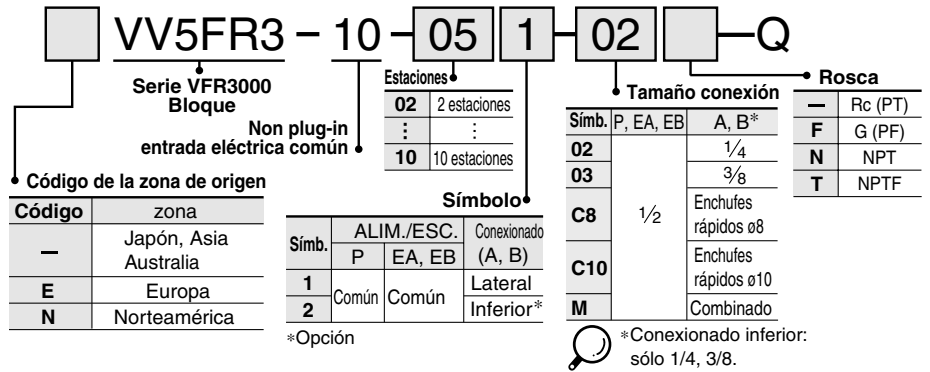 VV5FR3 – 10 – 05 1 – 02 – Q
Serie VFR3000
Bloque
Non plug-in
entrada eléctrica común
Código de la zona de origen
Código zona
– Japón, Asia
Australia
E Europa
N Norteamérica
Estaciones
02 2 estaciones
⋮ ⋮
10 10 estaciones
Símbolo
Símb. ALIM./ESC. Conexionado
P EA, EB (A, B)
1 Común Común Lateral
2 Inferior*
*Opción
Tamaño conexión
Símb. P, EA, EB A, B*
02 1/2 1/4
03 3/8
C8 Enchufes
rápidos ø8
C10 Enchufes
rápidos ø10
M Combinado
*Conexionado inferior:
sólo 1/4, 3/8.
Rosca
– Rc (PT)
F G (PF)
N NPT
T NPTF